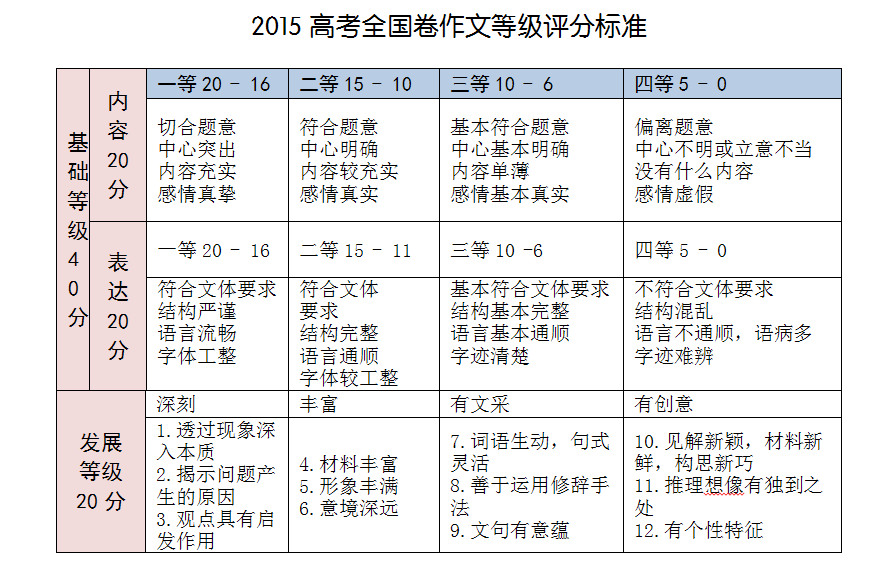 2015 高考全国卷作文等级评分标准
基础等级40分
内容20分
一等 20 - 16
二等 15 - 10
三等 10 - 6
四等 5 - 0
切合题意
中心突出
内容充实
感情真挚
符合题意
中心明确
内容较充实
感情真实
基本符合题意
中心基本明确
内容单薄
感情基本真实
偏离题意
中心不明或立意不当
没有什么内容
感情虚假
表达20分
一等 20 - 16
二等 15 - 11
三等 10 -6
四等 5 - 0
符合文体要求
结构严谨
语言流畅
字体工整
符合文体
要求
结构完整
语言通顺
字体较工整
基本符合文体要求
结构基本完整
语言基本通顺
字迹清楚
不符合文体要求
结构混乱
语言不通顺，语病多
字迹难辨
发展
等级
20 分
深刻
丰富
有文采
有创意
1.透过现象深
入本质
2.揭示问题产
生的原因
3.观点具有启
发作用
4.材料丰富
5.形象丰满
6.意境深远
7.词语生动，句式
灵活
8.善于运用修辞手
法
9.文句有意蕴
10.见解新颖，材料新
鲜，构思新巧
11.推理想像有独到之
处
12.有个性特征